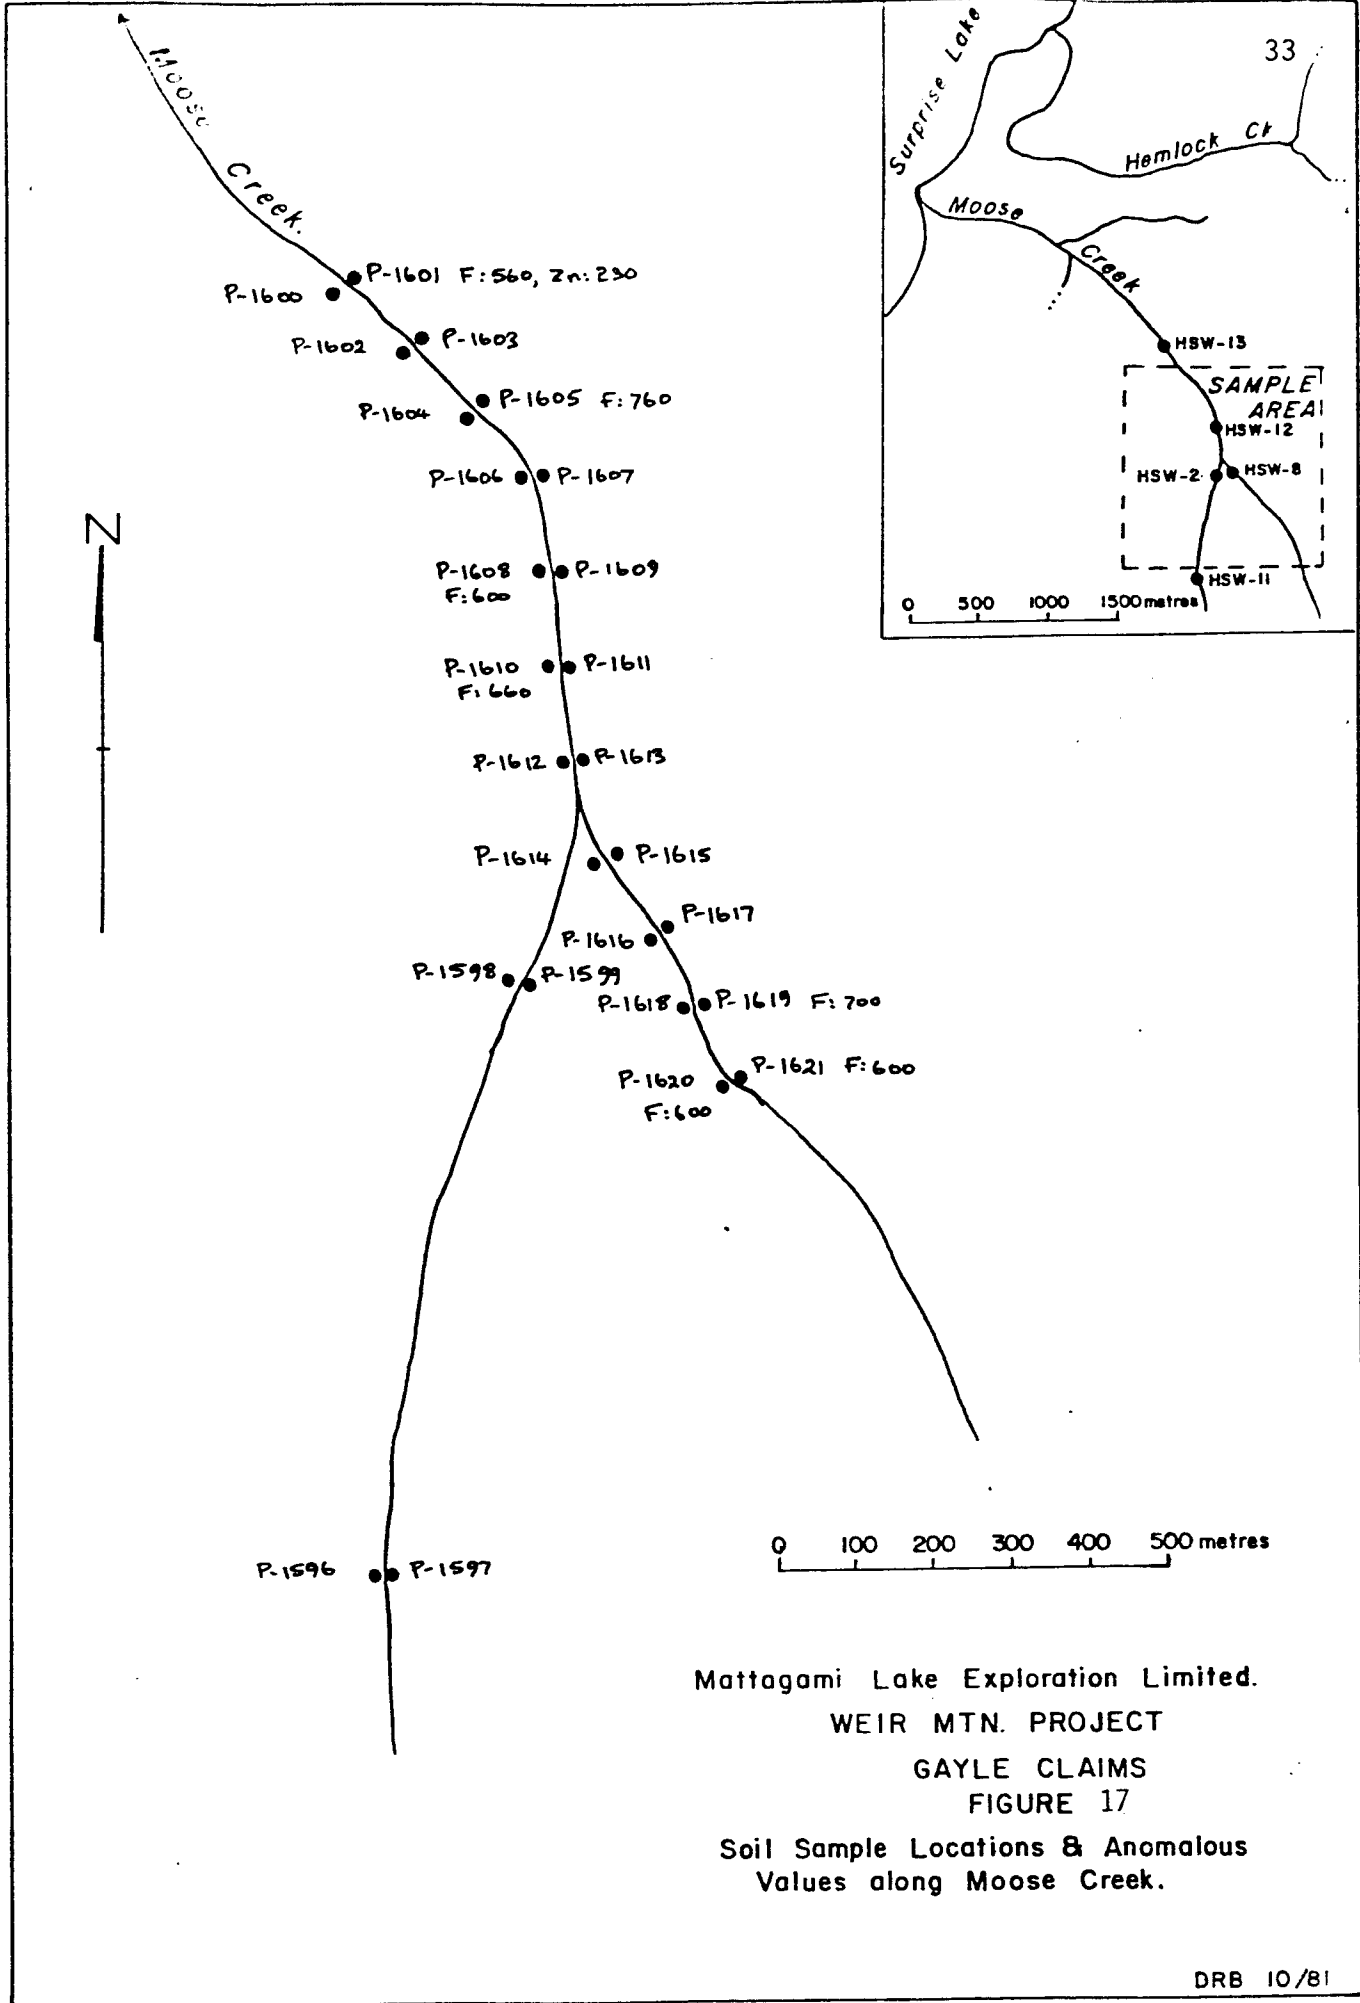 Moose
Creek.
33
Surprise Lake
Hemlock Ck
Moose
Creek
HSW-13
SAMPLE
AREA
HSW-12
HSW-2
HSW-8
HSW-11
0 500 1000 1500 metres
P-1601 F:560, Zn:230
P-1600
P-1603
P-1602
P-1605 F:760
P-1604
P-1606 P-1607
N
P-1608 P-1609
F:600
P-1610 P-1611
F:660
P-1612 P-1613
P-1614 P-1615
P-1617
P-1616
P-1598 P-1599
P-1618 P-1619 F:700
P-1621 F:600
P-1620
F:600
0 100 200 300 400 500 metres
P-1596 P-1597
Mattagami Lake Exploration Limited.
WEIR MTN. PROJECT
GAYLE CLAIMS
FIGURE 17
Soil Sample Locations & Anomalous
Values along Moose Creek.
DRB 10/81